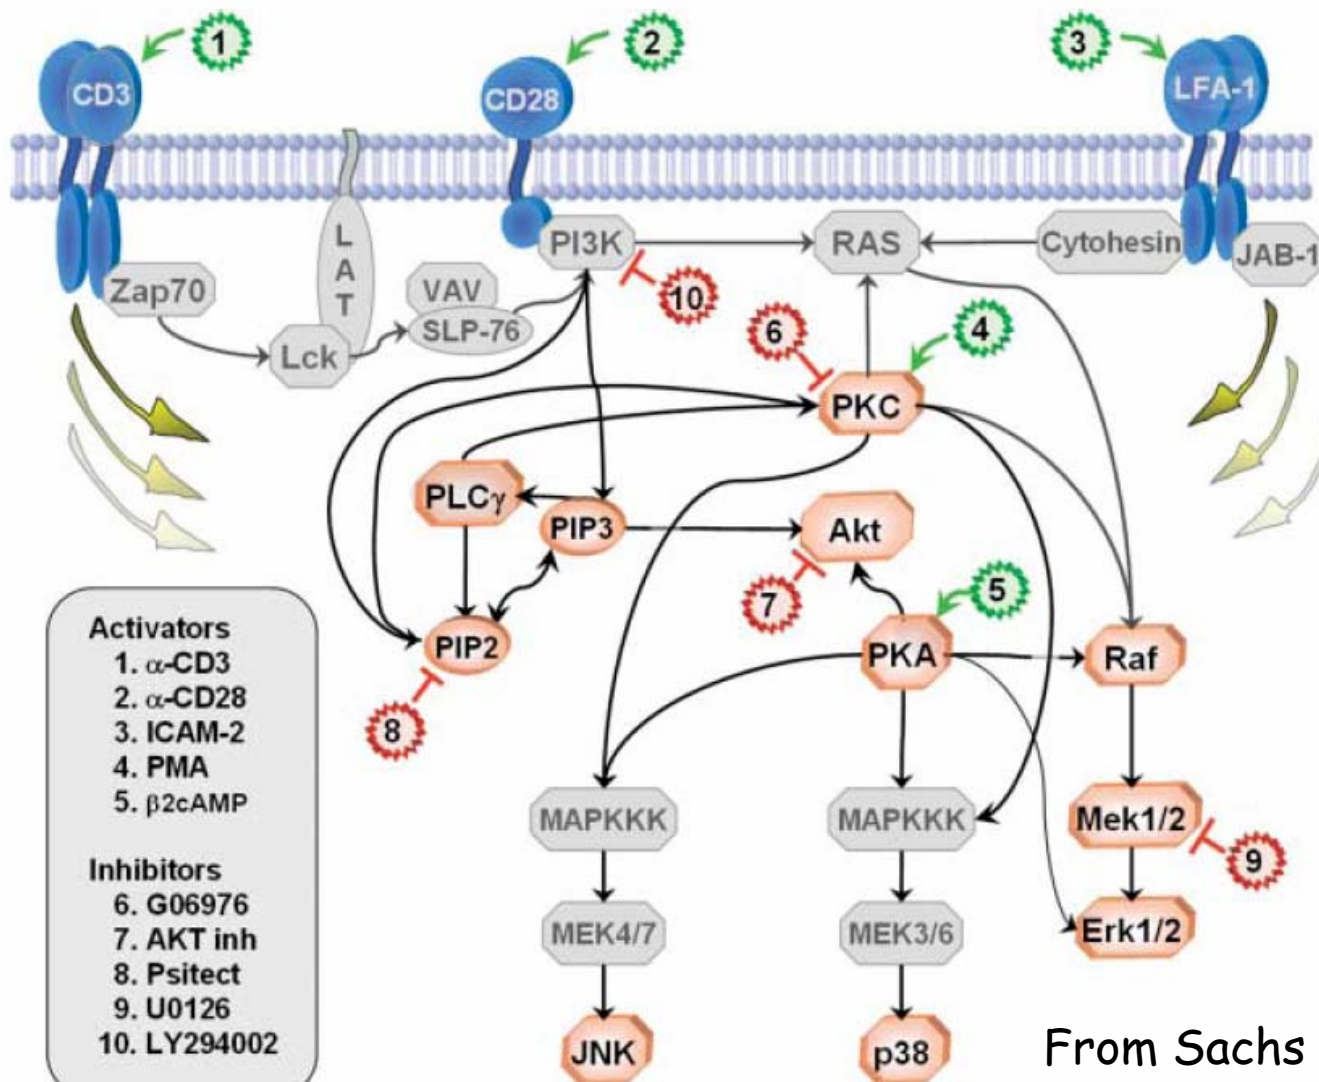 1
2
3
CD3
CD28
LFA-1
L
A
T
PI3K
RAS
Cytohesin
JAB-1
Zap70
VAV
SLP-76
Lck
10
6
4
PKC
PLCγ
PIP3
Akt
7
5
PIP2
PKA
Raf
8
Activators
1. α-CD3
2. α-CD28
3. ICAM-2
4. PMA
5. β2cAMP
Inhibitors
6. G06976
7. AKT inh
8. Psitect
9. U0126
10. LY294002
MAPKKK
MAPKKK
Mek1/2
9
MEK4/7
MEK3/6
Erk1/2
JNK
p38
From Sachs